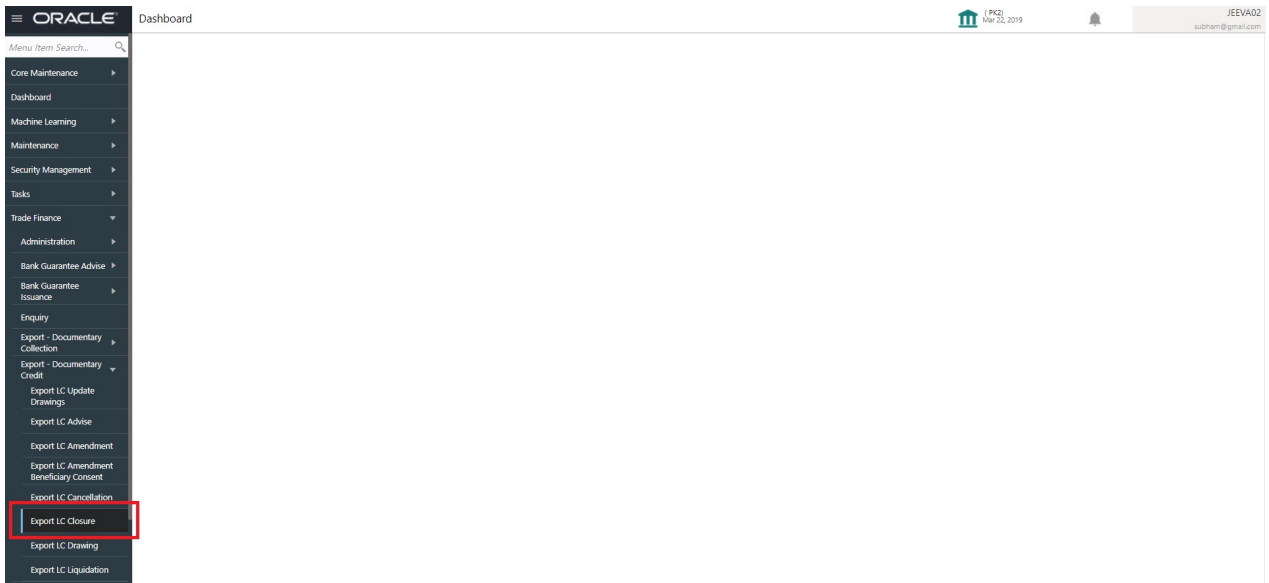 ORACLE
Dashboard
( PK2)
Mar 22, 2019
JEEVA02
subham@gmail.com
Menu Item Search...
Core Maintenance
Dashboard
Machine Learning
Maintenance
Security Management
Tasks
Trade Finance
Administration
Bank Guarantee Advise
Bank Guarantee
Issuance
Enquiry
Export - Documentary
Collection
Export - Documentary
Credit
Export LC Update
Drawings
Export LC Advise
Export LC Amendment
Export LC Amendment
Beneficiary Consent
Export LC Cancellation
Export LC Closure
Export LC Drawing
Export LC Liquidation